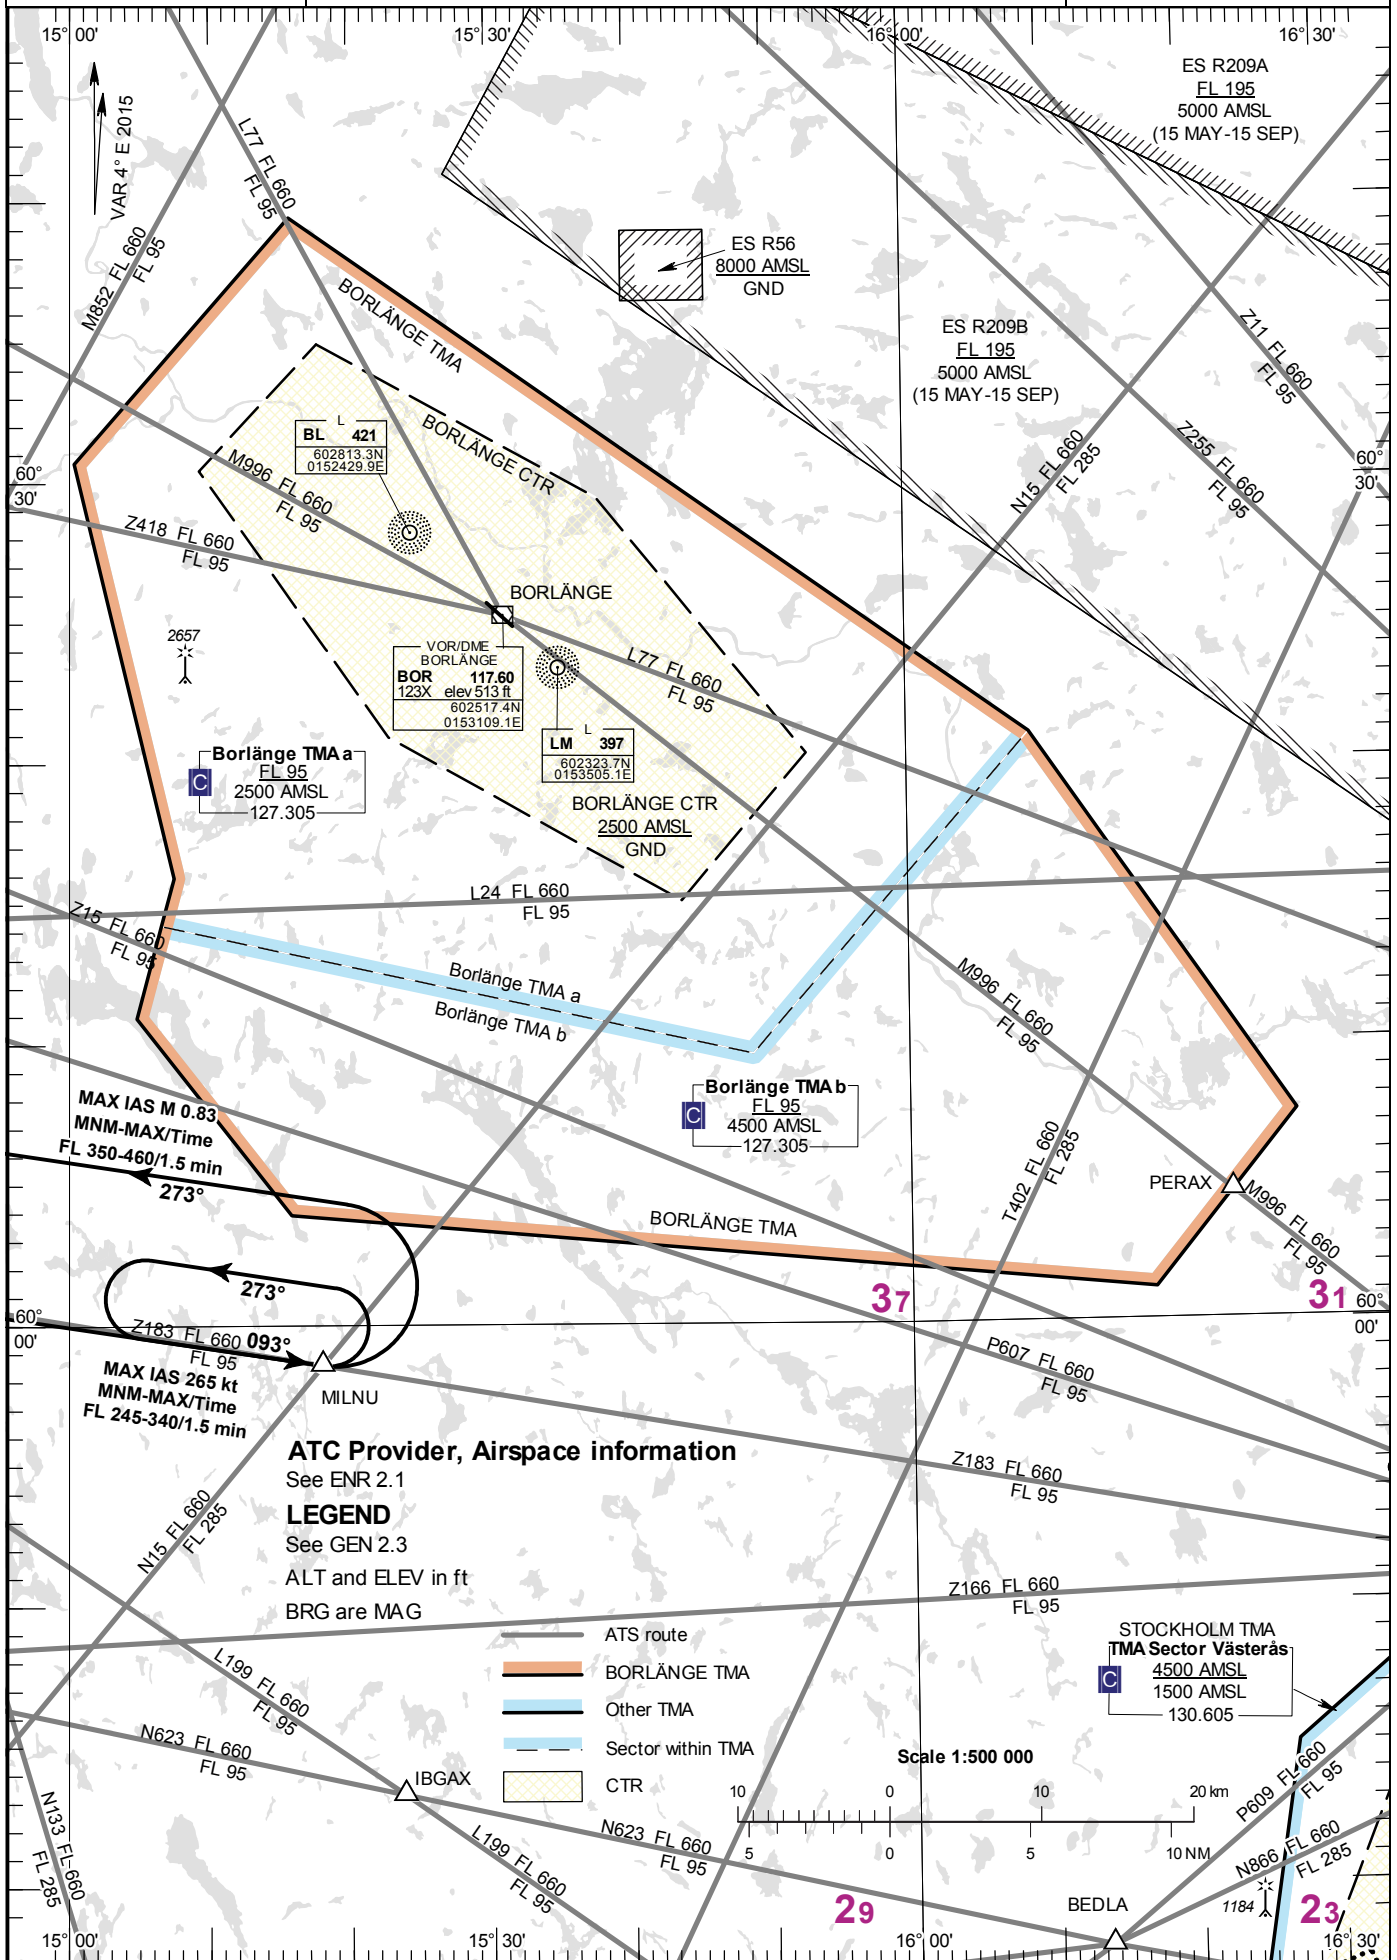 15° 00'
15° 30'
16° 00'
16° 30'
VAR 4° E 2015
L77 FL 660
FL 95
M852 FL 660
FL 95
ES R209A
FL 195
5000 AMSL
(15 MAY-15 SEP)
ES R56
8000 AMSL
GND
ES R209B
FL 195
5000 AMSL
(15 MAY-15 SEP)
Z11 FL 660
FL 95
Z255 FL 660
FL 95
N15 FL 660
FL 285
BORLÄNGE TMA
BORLÄNGE CTR
L
BL 421
602813.3N
0152429.9E
60°
30'
60°
30'
M996 FL 660
FL 95
Z418 FL 660
FL 95
BORLÄNGE
2657
VOR/DME
BORLÄNGE
BOR 117.60
123X elev 513 ft
602517.4N
0153109.1E
L77 FL 660
FL 95
L
LM 397
602323.7N
0153505.1E
Borlänge TMA a
FL 95
2500 AMSL
127.305
C
BORLÄNGE CTR
2500 AMSL
GND
L24 FL 660
FL 95
Z15 FL 660
FL 95
Borlänge TMA a
Borlänge TMA b
M996 FL 660
FL 95
Borlänge TMA b
FL 95
4500 AMSL
127.305
C
MAX IAS M 0.83
MNM-MAX/Time
FL 350-460/1.5 min
273°
T402 FL 660
FL 285
PERAX
M996 FL 660
FL 95
BORLÄNGE TMA
273°
37
31
60°
00'
60°
00'
Z183 FL 660
FL 95
093°
MAX IAS 265 kt
MNM-MAX/Time
FL 245-340/1.5 min
MILNU
P607 FL 660
FL 95
ATC Provider, Airspace information
See ENR 2.1
LEGEND
See GEN 2.3
ALT and ELEV in ft
BRG are MAG
Z183 FL 660
FL 95
N15 FL 660
FL 285
Z166 FL 660
FL 95
ATS route
BORLÄNGE TMA
Other TMA
Sector within TMA
CTR
STOCKHOLM TMA
TMA Sector Västerås
4500 AMSL
1500 AMSL
130.605
C
L199 FL 660
FL 95
N623 FL 660
FL 95
IBGAX
Scale 1:500 000
10 0 10 20 km
5 0 5 10 NM
P609 FL 660
FL 95
N133 FL 660
FL 285
L199 FL 660
FL 95
N623 FL 660
FL 95
N866 FL 660
FL 285
BEDLA
1184
29
23
15° 00'
15° 30'
16° 00'
16° 30'